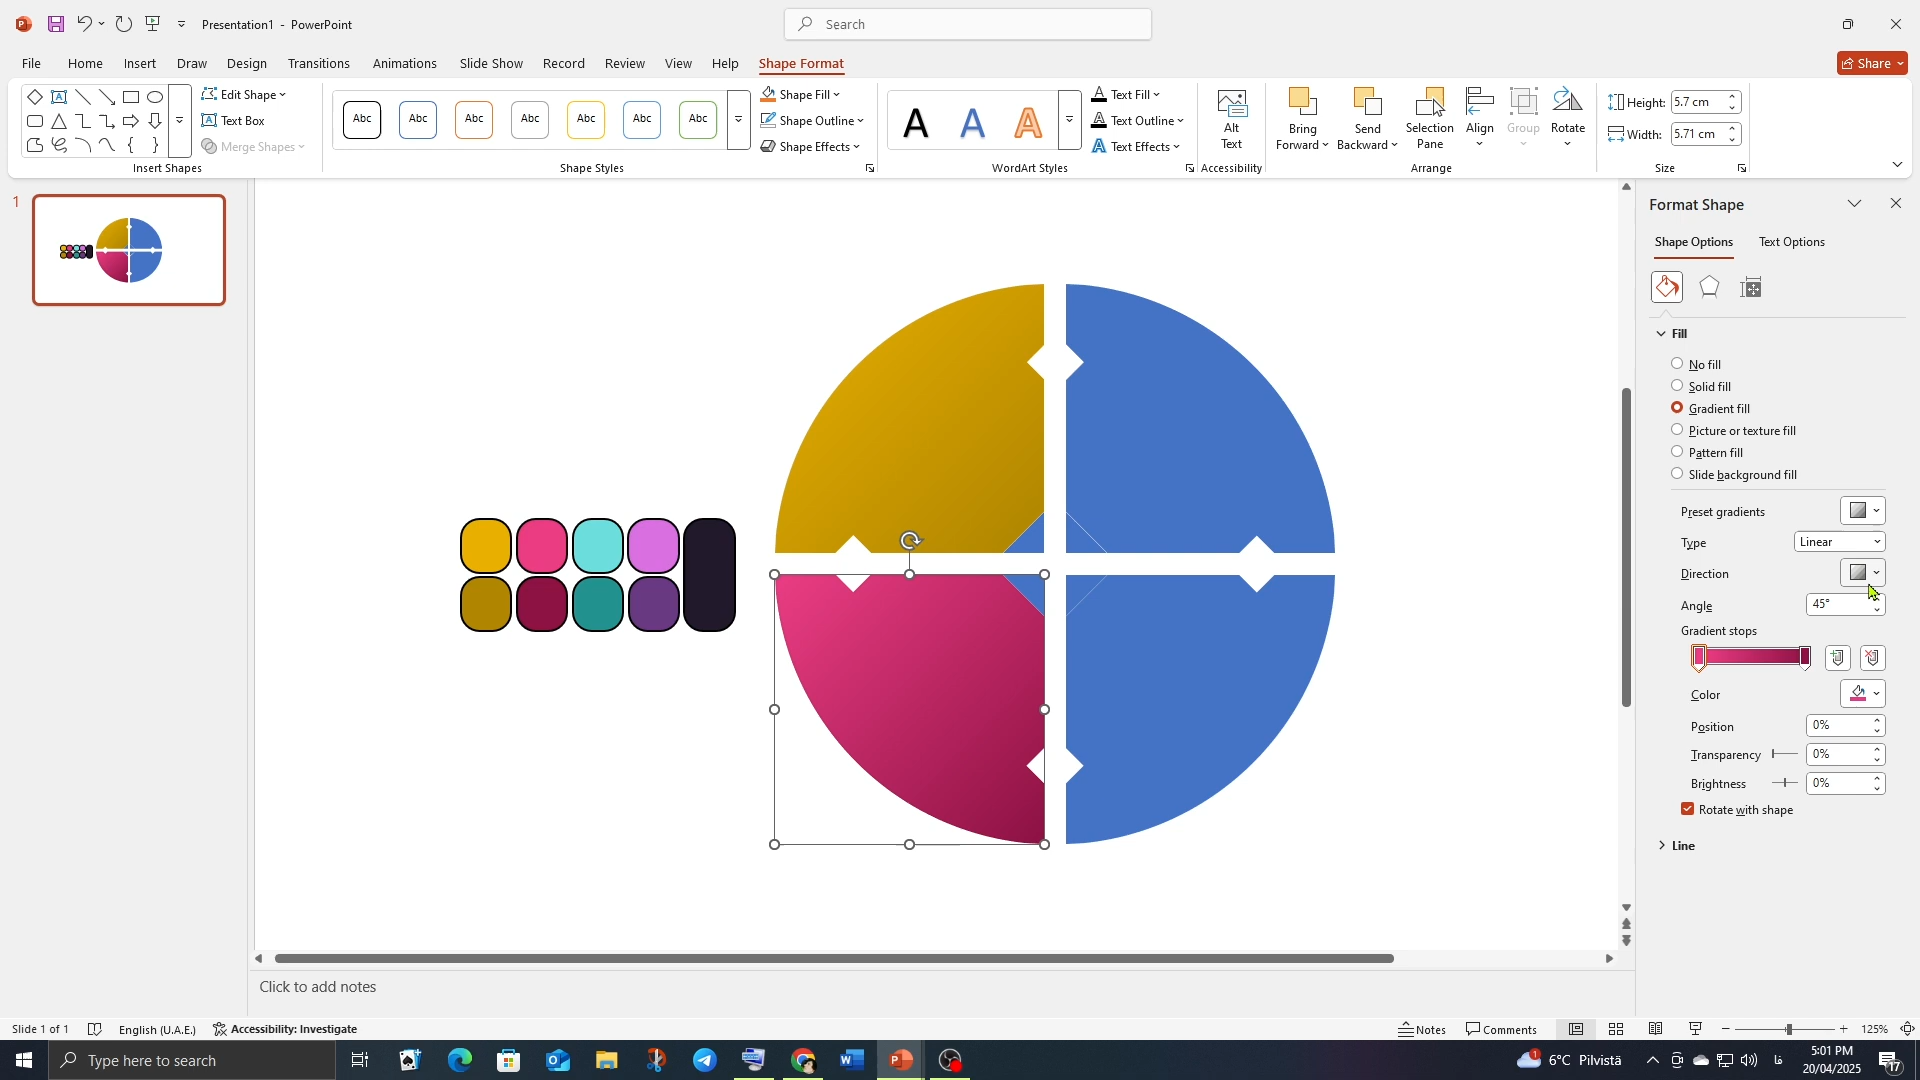 Presentation1 - PowerPoint
Search
File Home Insert Draw Design Transitions Animations Slide Show Record Review View Help Shape Format
Share
Edit Shape
Text Box
Merge Shapes
Insert Shapes
Abc Abc Abc Abc Abc Abc Abc
Shape Fill
Shape Outline
Shape Effects
Shape Styles
A A A
Text Fill
Text Outline
Text Effects
WordArt Styles
Alt Text
Accessibility
Bring Forward
Send Backward
Selection Pane
Align
Group
Rotate
Arrange
Height: 5.7 cm
Width: 5.71 cm
Size
1
Format Shape
Shape Options Text Options
Fill
No fill
Solid fill
Gradient fill
Picture or texture fill
Pattern fill
Slide background fill
Preset gradients
Type Linear
Direction
Angle 45°
Gradient stops
Color
Position 0%
Transparency 0%
Brightness 0%
Rotate with shape
Line
Click to add notes
Slide 1 of 1 English (U.A.E.) Accessibility: Investigate
Notes Comments 125%
Type here to search
6°C Pilvistä
فا
5:01 PM
20/04/2025
17